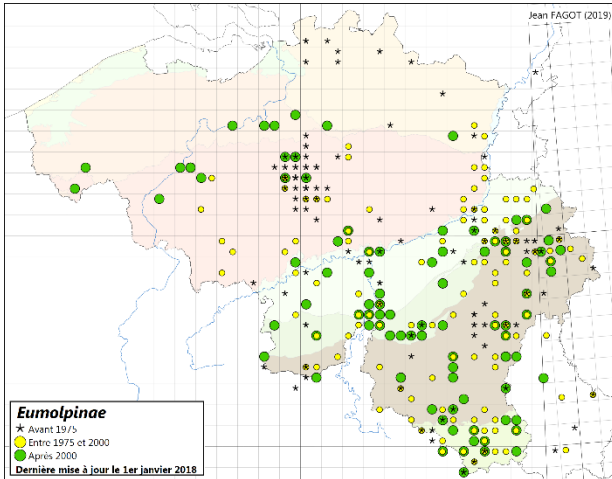 Jean FAGOT (2019)
Eumolpinae
Avant 1975
Entre 1975 et 2000
Après 2000
Dernière mise à jour le 1er janvier 2018